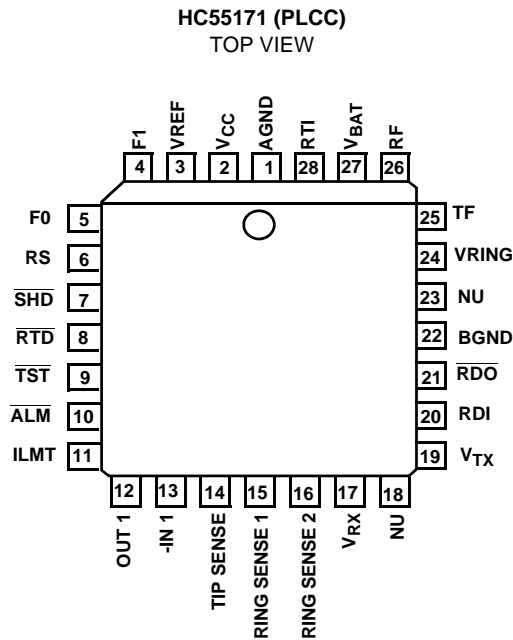 HC55171 (PLCC)
TOP VIEW
F1
VREF
VCC
AGND
RTI
VBAT
RF
4
3
2
1
28
27
26
F0 5
RS 6
SHD 7
RTD 8
TST 9
ALM 10
ILMT 11
25 TF
24 VRING
23 NU
22 BGND
21 RDO
20 RDI
19 VTX
12
13
14
15
16
17
18
OUT 1
-IN 1
TIP SENSE
RING SENSE 1
RING SENSE 2
VRX
NU